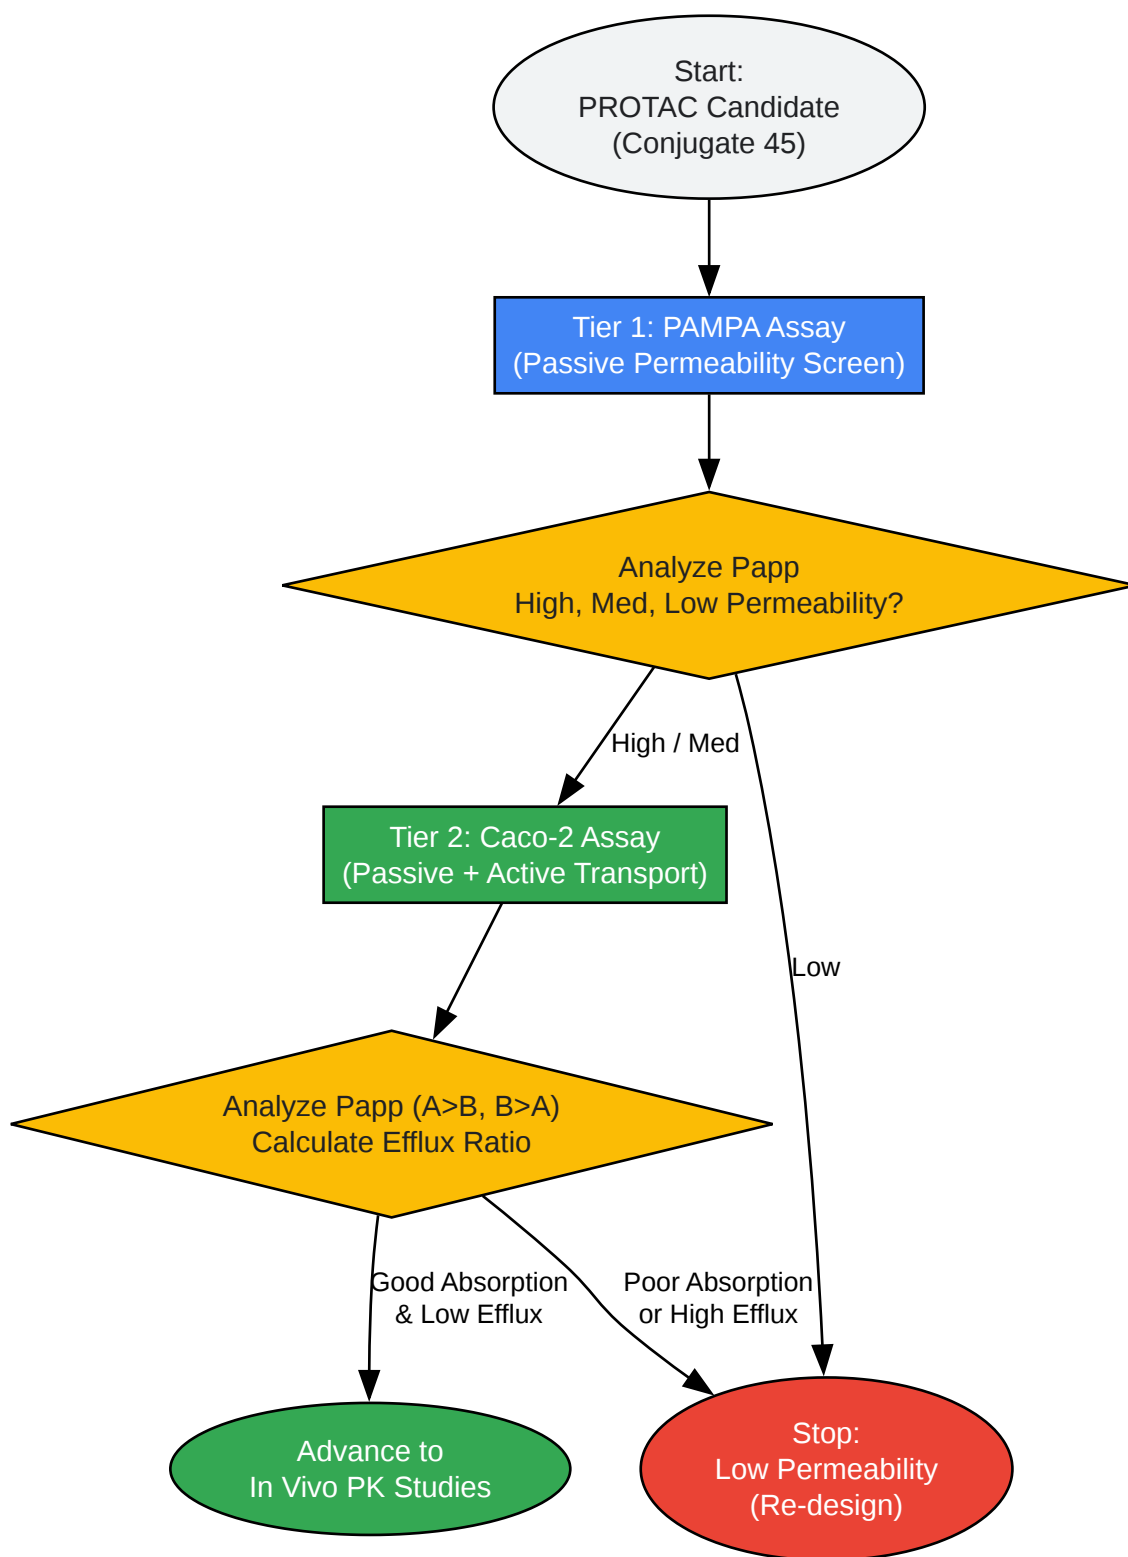 Start:
PROTAC Candidate
(Conjugate 45)
Tier 1: PAMPA Assay
(Passive Permeability Screen)
Analyze Papp
High, Med, Low Permeability?
High / Med
Tier 2: Caco-2 Assay
(Passive + Active Transport)
Low
Analyze Papp (A>B, B>A)
Calculate Efflux Ratio
Good Absorption
& Low Efflux
Poor Absorption
or High Efflux
Advance to
In Vivo PK Studies
Stop:
Low Permeability
(Re-design)